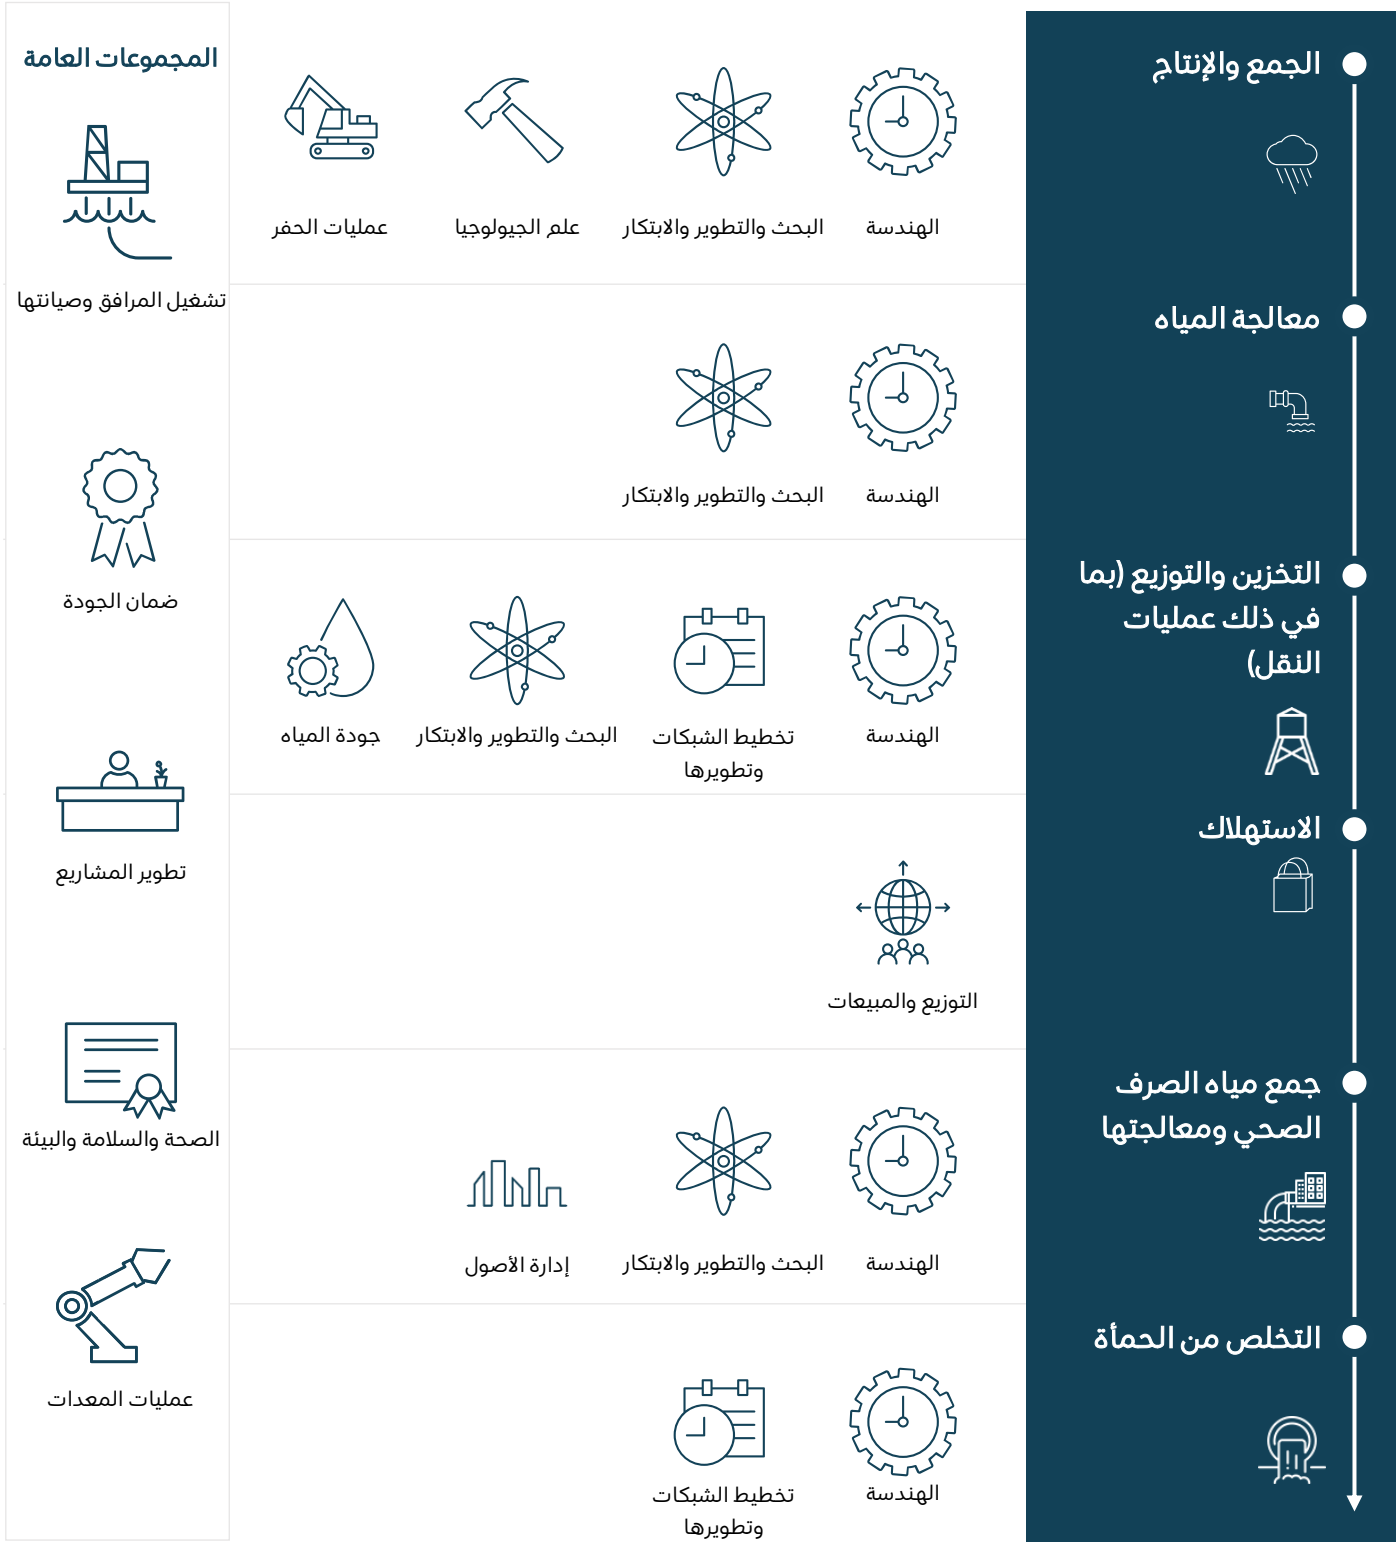 الجمع والإنتاج
الهندسة
البحث والتطوير والابتكار
علم الجيولوجيا
عمليات الحفر
معالجة المياه
الهندسة
البحث والتطوير والابتكار
التخزين والتوزيع (بما
في ذلك عمليات
النقل)
الهندسة
تخطيط الشبكات
وتطويرها
البحث والتطوير والابتكار
جودة المياه
الاستهلاك
التوزيع والمبيعات
جمع مياه الصرف
الصحي ومعالجتها
الهندسة
البحث والتطوير والابتكار
إدارة الأصول
التخلص من الحمأة
الهندسة
تخطيط الشبكات
وتطويرها
المجموعات العامة
تشغيل المرافق وصيانتها
ضمان الجودة
تطوير المشاريع
الصحة والسلامة والبيئة
عمليات المعدات